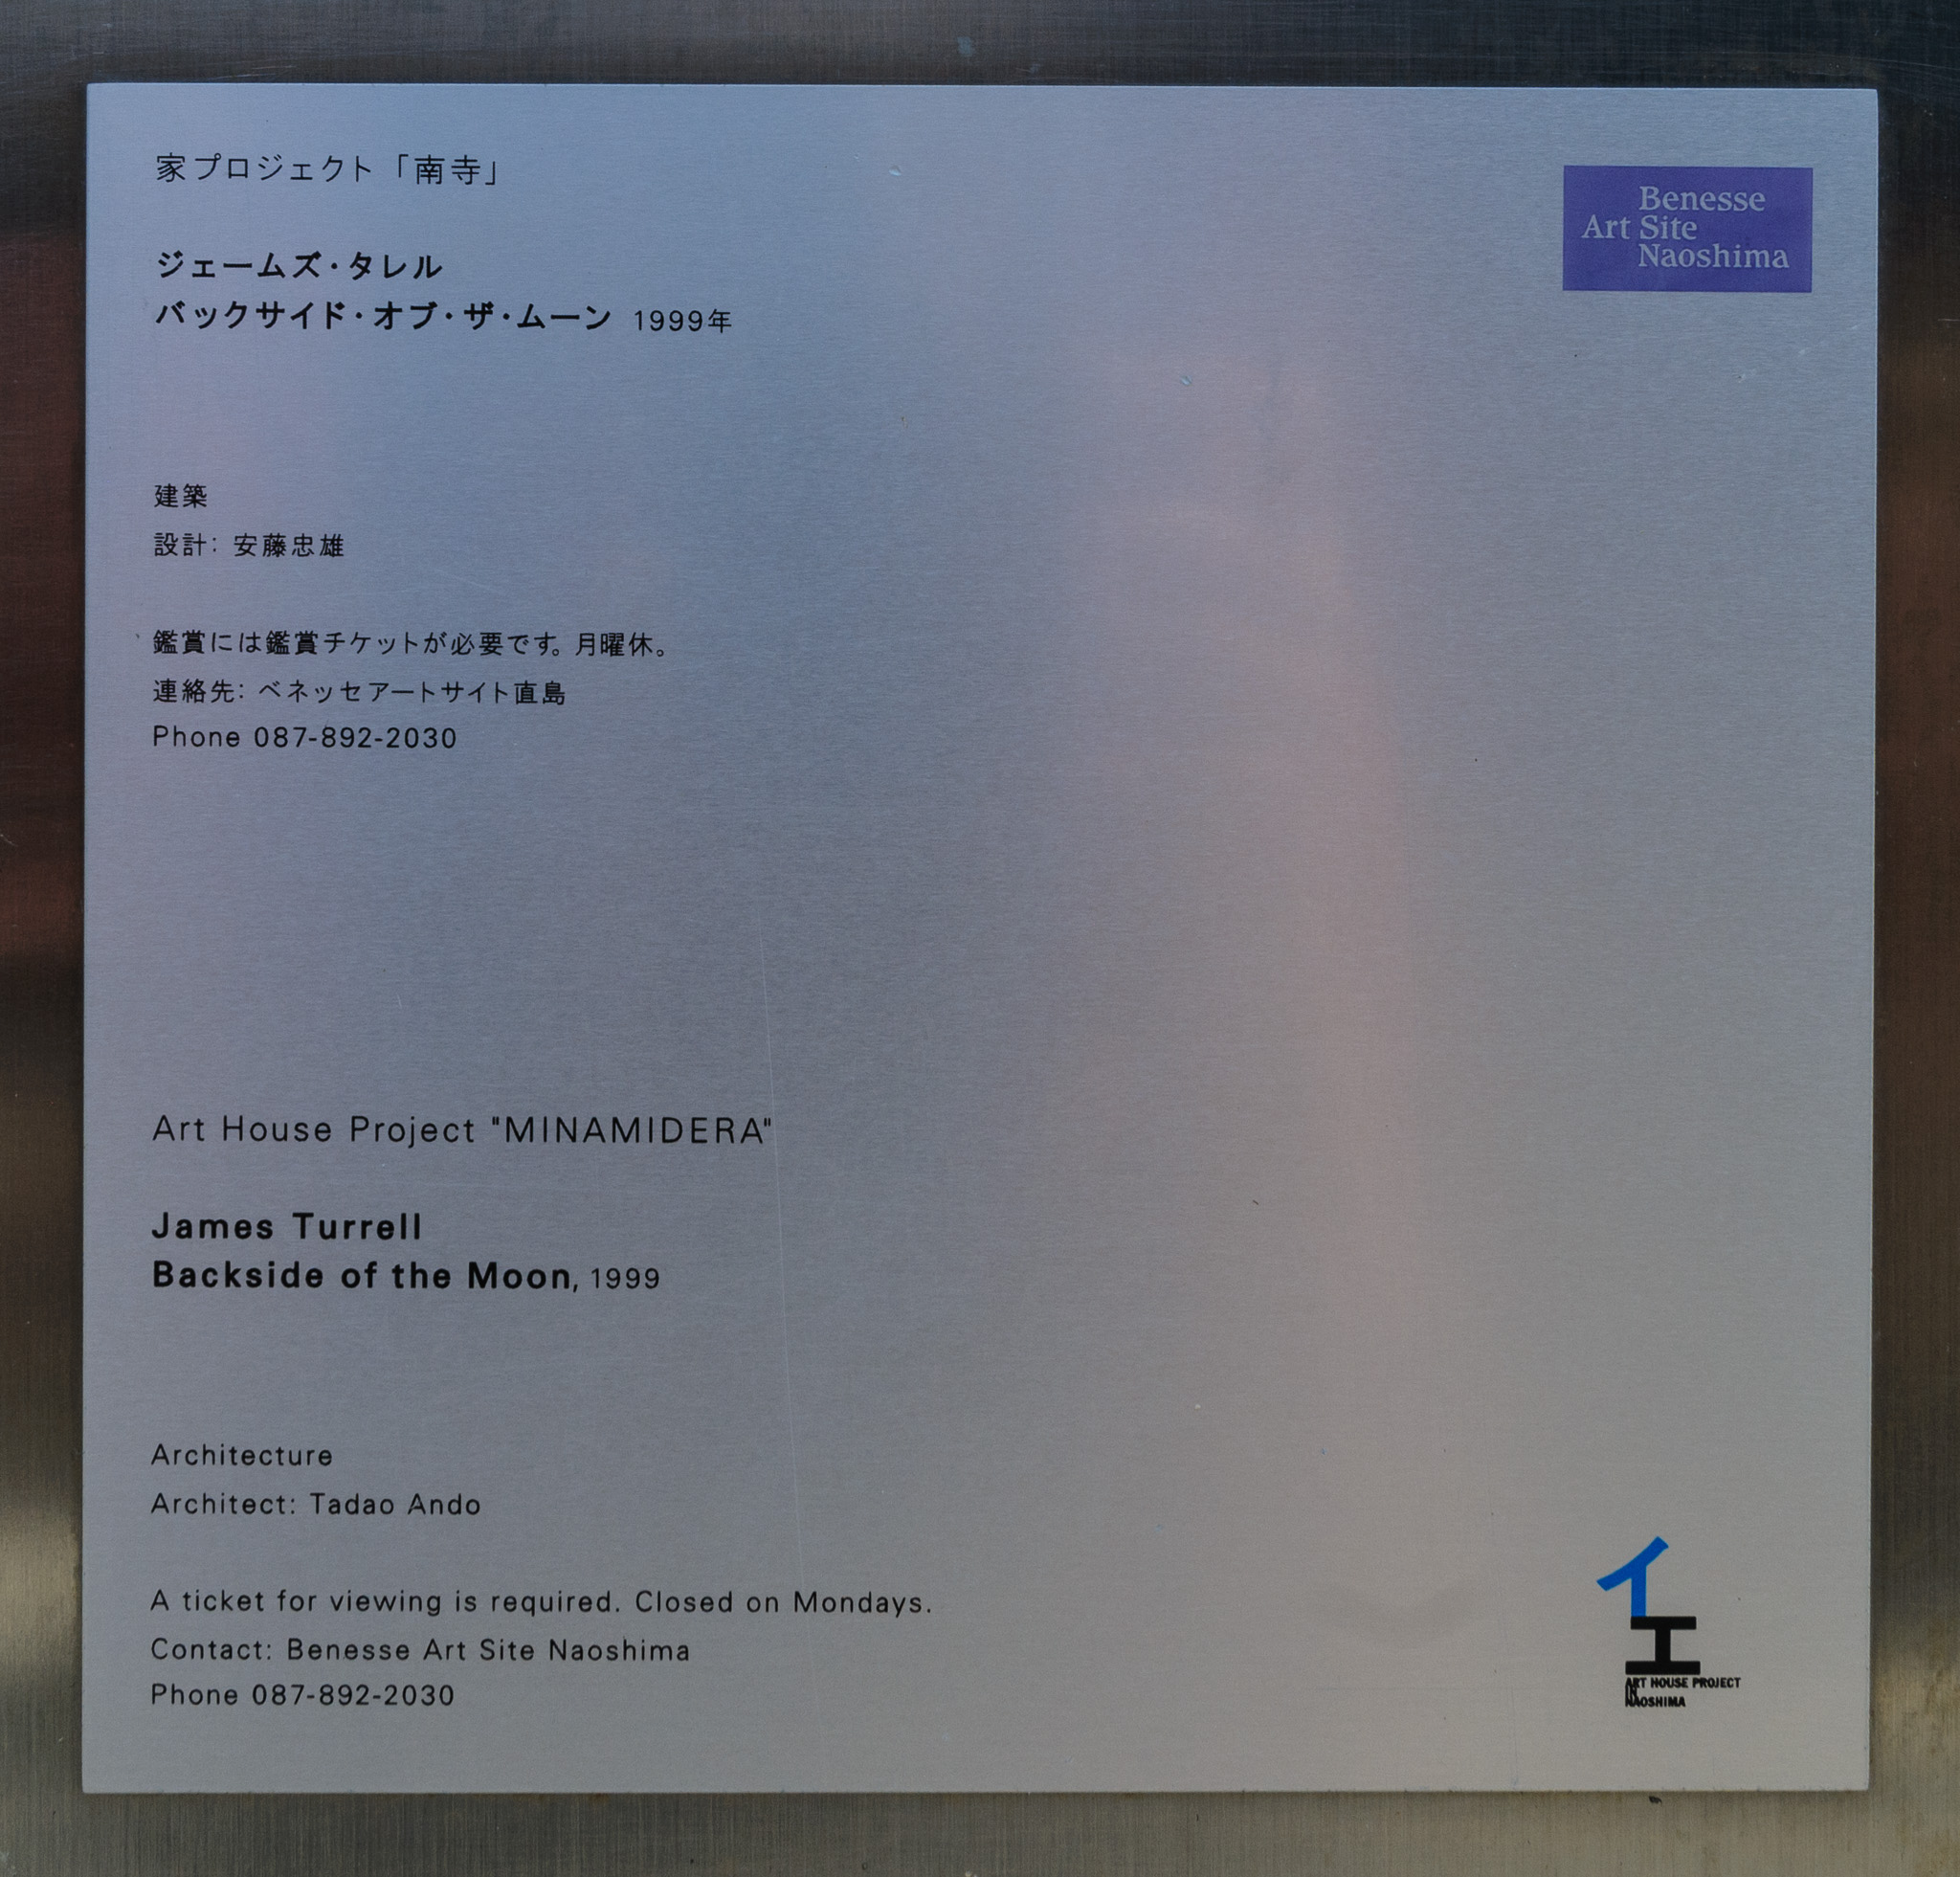 家プロジェクト「南寺」
ジェームズ・タレル
バックサイド・オブ・ザ・ムーン 1999年
建築
設計: 安藤忠雄
鑑賞には鑑賞チケットが必要です。月曜休。
連絡先: ベネッセアートサイト直島
Phone 087-892-2030
Benesse
Art Site
Naoshima
Art House Project "MINAMIDERA"
James Turrell
Backside of the Moon, 1999
Architecture
Architect: Tadao Ando
A ticket for viewing is required. Closed on Mondays.
Contact: Benesse Art Site Naoshima
Phone 087-892-2030
イ
エ
ART HOUSE PROJECT
IN
NAOSHIMA